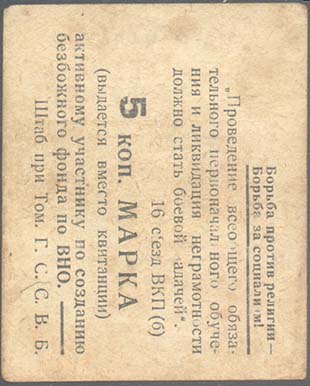 Борьба против религии —
Борьба за социализм!
„Проведение всеобщего обяза-
тельного первоначального обуче-
ния и ликвидация неграмотности
должно стать боевой задачей“.
16 с'езд ВКП (б)
5 коп. МАРКА
(выдается вместо квитанции)
активному участнику по созданию
безбожного фонда по ВНО.
Штаб при Том. Г. С. (С. В. Б.